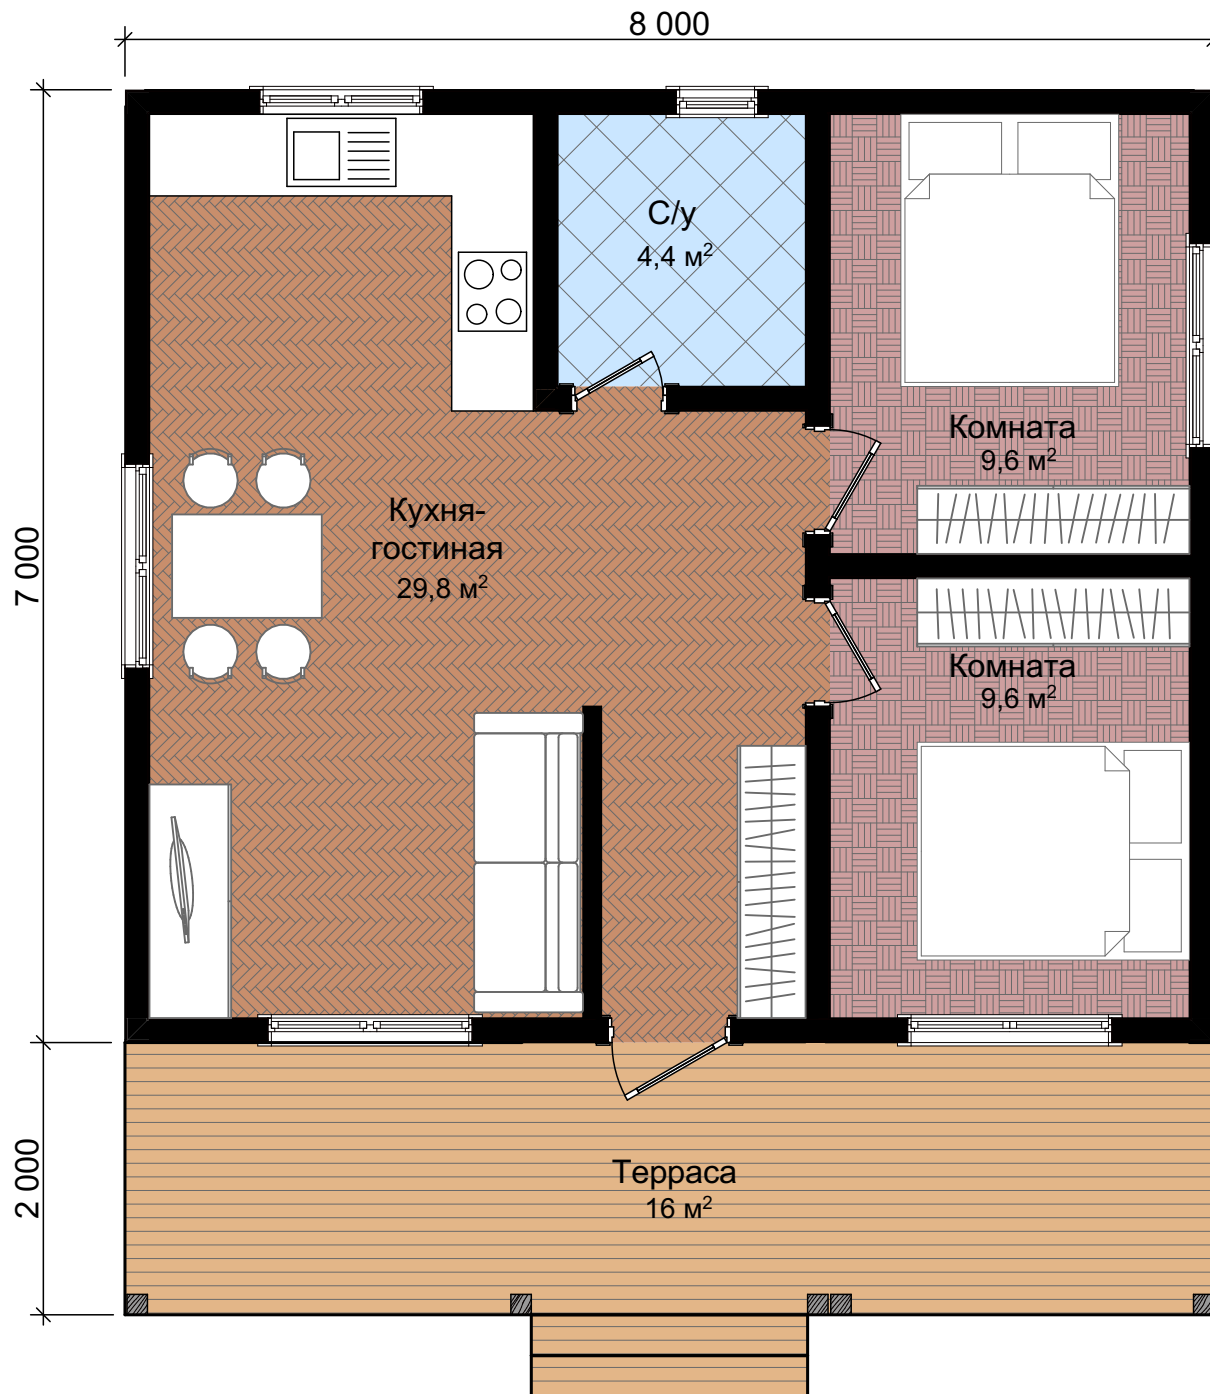 8 000
С/у
4,4 м²
Комната
9,6 м²
Кухня-
гостиная
29,8 м²
7 000
Комната
9,6 м²
2 000
Терраса
16 м²